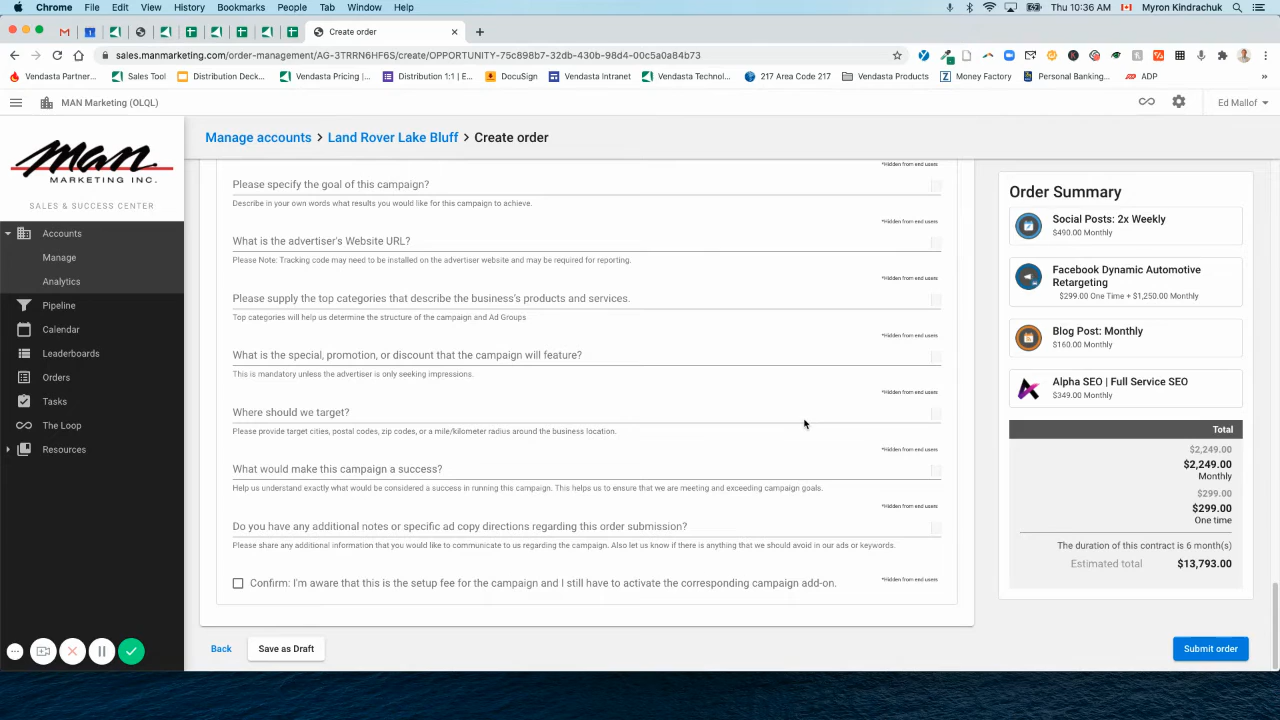 Chrome File Edit View History Bookmarks People Tab Window Help Thu 10:36 AM Myron Kindrachuk
Create order
sales.manmarketing.com/order-management/AG-3TRRN6HF6S/create/OPPORTUNITY-75c898b7-32db-430b-98d4-00c5a0a84b73
Vendasta Partner... Sales Tool Distribution Deck... Vendasta Pricing |... Distribution 1:1 | E... DocuSign Vendasta Intranet Vendasta Technol... 217 Area Code 217 Vendasta Products Money Factory Personal Banking... ADP »
MAN Marketing (OLQL) Ed Mallof
Manage accounts > Land Rover Lake Bluff > Create order
man
MARKETING INC.
SALES & SUCCESS CENTER
Accounts
Manage
Analytics
Pipeline
Calendar
Leaderboards
Orders
Tasks
The Loop
Resources
*Hidden from end users
Please specify the goal of this campaign?
Describe in your own words what results you would like for this campaign to achieve.
*Hidden from end users
What is the advertiser's Website URL?
Please Note: Tracking code may need to be installed on the advertiser website and may be required for reporting.
*Hidden from end users
Please supply the top categories that describe the business's products and services.
Top categories will help us determine the structure of the campaign and Ad Groups
*Hidden from end users
What is the special, promotion, or discount that the campaign will feature?
This is mandatory unless the advertiser is only seeking impressions.
*Hidden from end users
Where should we target?
Please provide target cities, postal codes, zip codes, or a mile/kilometer radius around the business location.
*Hidden from end users
What would make this campaign a success?
Help us understand exactly what would be considered a success in running this campaign. This helps us to ensure that we are meeting and exceeding campaign goals.
*Hidden from end users
Do you have any additional notes or specific ad copy directions regarding this order submission?
Please share any additional information that you would like to communicate to us regarding the campaign. Also let us know if there is anything that we should avoid in our ads or keywords.
Confirm: I'm aware that this is the setup fee for the campaign and I still have to activate the corresponding campaign add-on.
*Hidden from end users
Back Save as Draft Submit order
Order Summary
Social Posts: 2x Weekly
$490.00 Monthly
Facebook Dynamic Automotive
Retargeting
$299.00 One Time + $1,250.00 Monthly
Blog Post: Monthly
$160.00 Monthly
Alpha SEO | Full Service SEO
$349.00 Monthly
Total
$2,249.00
$2,249.00
Monthly
$299.00
$299.00
One time
The duration of this contract is 6 month(s)
Estimated total $13,793.00